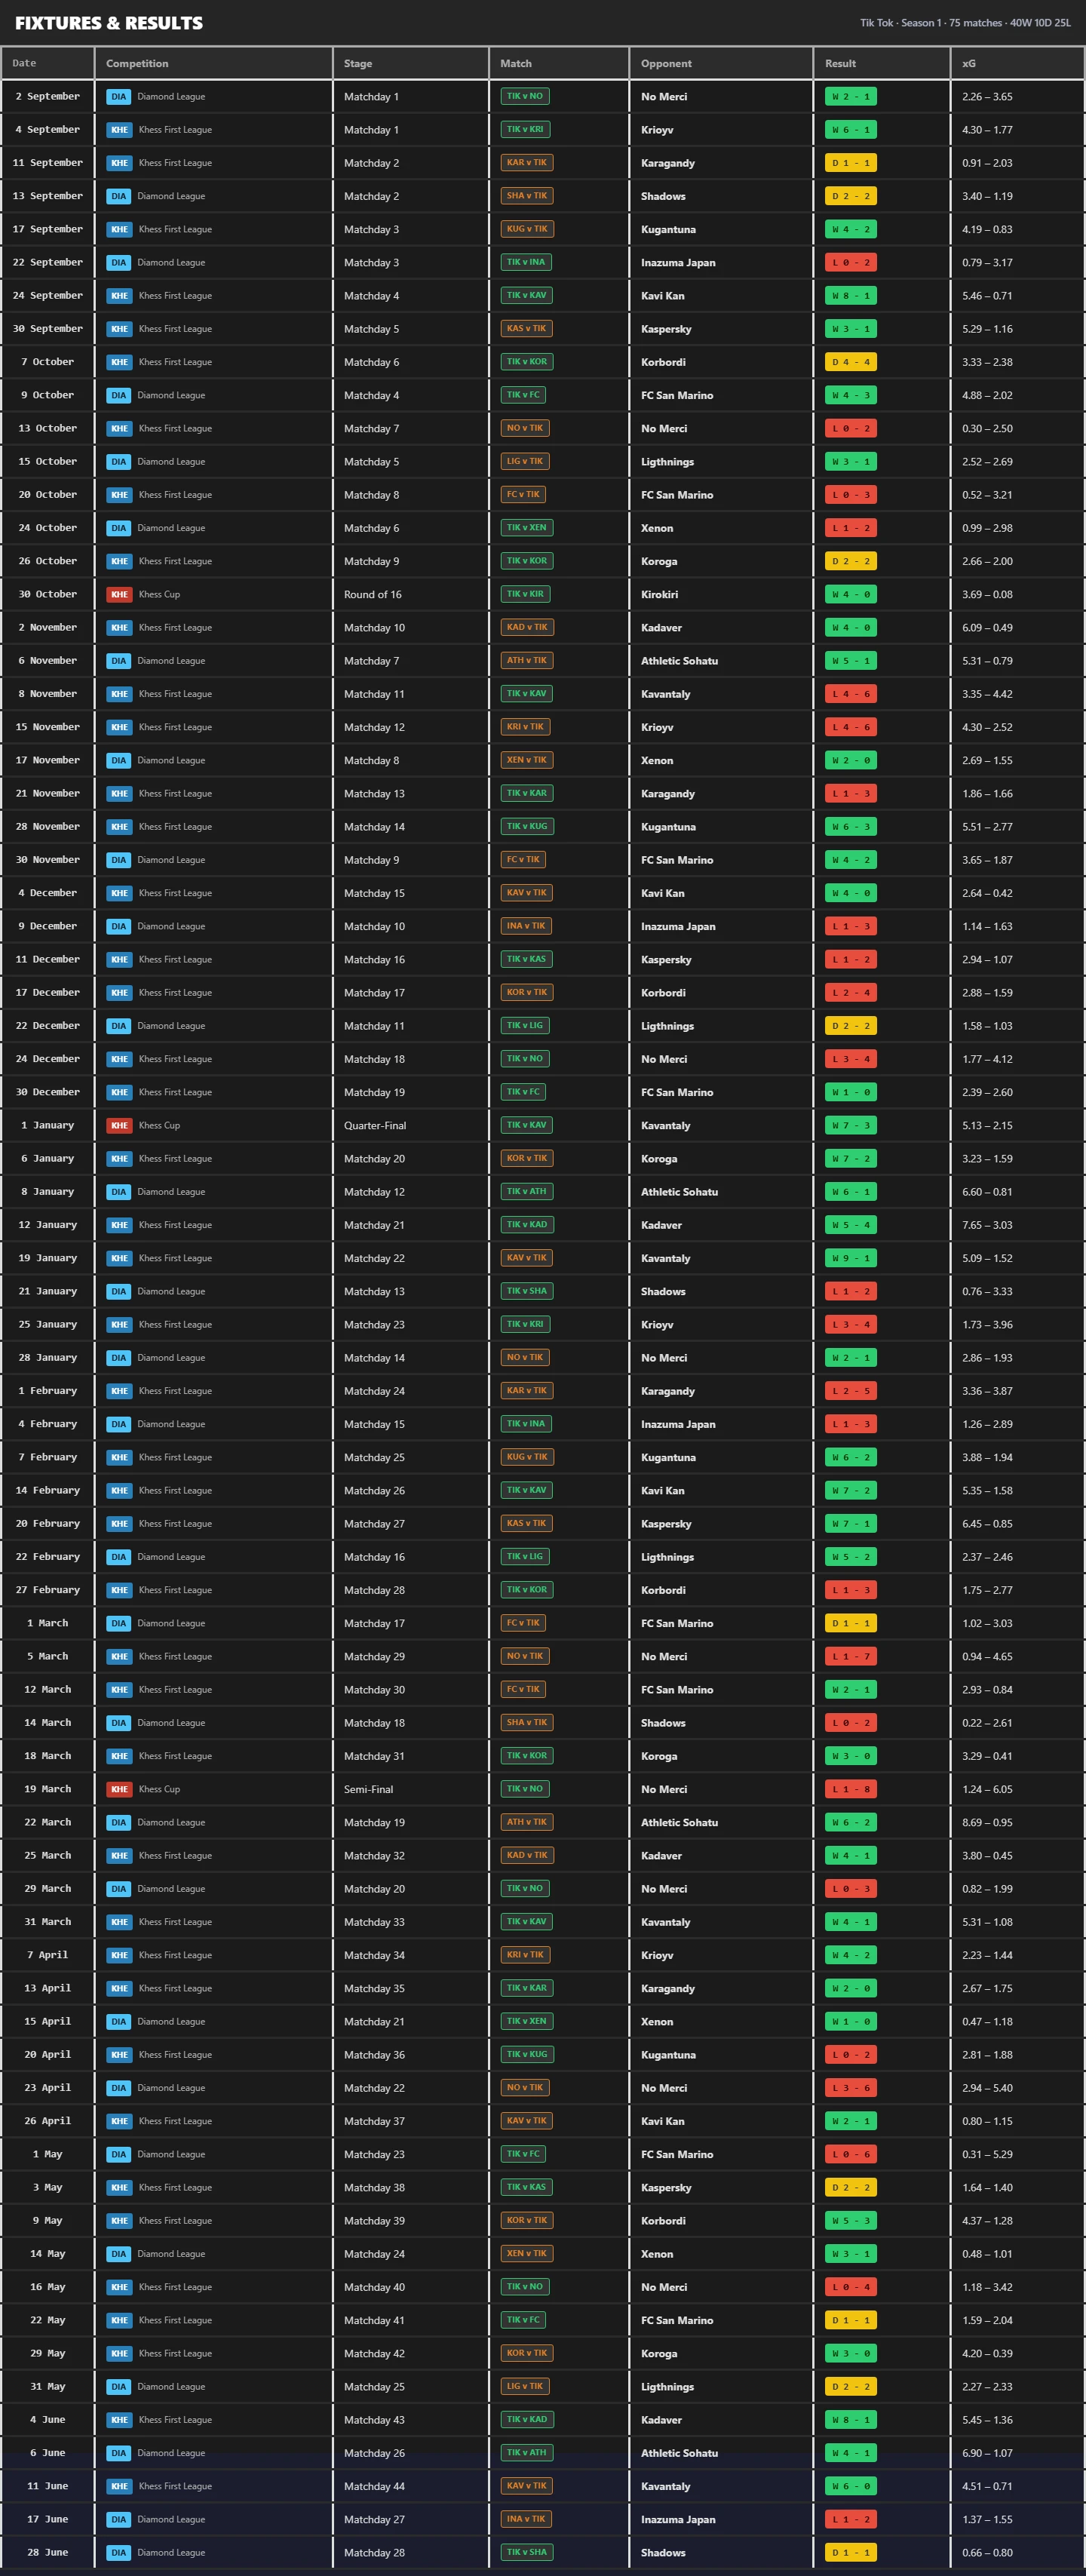 FIXTURES & RESULTS
Tik Tok · Season 1 · 75 matches · 40W 10D 25L
Date Competition Stage Match Opponent Result xG
2 September DIA Diamond League Matchday 1 TIK v NO No Merci W 2 - 1 2.26 – 3.65
4 September KHE Khess First League Matchday 1 TIK v KRI Krioyv W 6 - 1 4.30 – 1.77
11 September KHE Khess First League Matchday 2 KAR v TIK Karagandy D 1 - 1 0.91 – 2.03
13 September DIA Diamond League Matchday 2 SHA v TIK Shadows D 2 - 2 3.40 – 1.19
17 September KHE Khess First League Matchday 3 KUG v TIK Kugantuna W 4 - 2 4.19 – 0.83
22 September DIA Diamond League Matchday 3 TIK v INA Inazuma Japan L 0 - 2 0.79 – 3.17
24 September KHE Khess First League Matchday 4 TIK v KAV Kavi Kan W 8 - 1 5.46 – 0.71
30 September KHE Khess First League Matchday 5 KAS v TIK Kaspersky W 3 - 1 5.29 – 1.16
7 October KHE Khess First League Matchday 6 TIK v KOR Korbordi D 4 - 4 3.33 – 2.38
9 October DIA Diamond League Matchday 4 TIK v FC FC San Marino W 4 - 3 4.88 – 2.02
13 October KHE Khess First League Matchday 7 NO v TIK No Merci L 0 - 2 0.30 – 2.50
15 October DIA Diamond League Matchday 5 LIG v TIK Ligthnings W 3 - 1 2.52 – 2.69
20 October KHE Khess First League Matchday 8 FC v TIK FC San Marino L 0 - 3 0.52 – 3.21
24 October DIA Diamond League Matchday 6 TIK v XEN Xenon L 1 - 2 0.99 – 2.98
26 October KHE Khess First League Matchday 9 TIK v KOR Koroga D 2 - 2 2.66 – 2.00
30 October KHE Khess Cup Round of 16 TIK v KIR Kirokiri W 4 - 0 3.69 – 0.08
2 November KHE Khess First League Matchday 10 KAD v TIK Kadaver W 4 - 0 6.09 – 0.49
6 November DIA Diamond League Matchday 7 ATH v TIK Athletic Sohatu W 5 - 1 5.31 – 0.79
8 November KHE Khess First League Matchday 11 TIK v KAV Kavantaly L 4 - 6 3.35 – 4.42
15 November KHE Khess First League Matchday 12 KRI v TIK Krioyv L 4 - 6 4.30 – 2.52
17 November DIA Diamond League Matchday 8 XEN v TIK Xenon W 2 - 0 2.69 – 1.55
21 November KHE Khess First League Matchday 13 TIK v KAR Karagandy L 1 - 3 1.86 – 1.66
28 November KHE Khess First League Matchday 14 TIK v KUG Kugantuna W 6 - 3 5.51 – 2.77
30 November DIA Diamond League Matchday 9 FC v TIK FC San Marino W 4 - 2 3.65 – 1.87
4 December KHE Khess First League Matchday 15 KAV v TIK Kavi Kan W 4 - 0 2.64 – 0.42
9 December DIA Diamond League Matchday 10 INA v TIK Inazuma Japan L 1 - 3 1.14 – 1.63
11 December KHE Khess First League Matchday 16 TIK v KAS Kaspersky L 1 - 2 2.94 – 1.07
17 December KHE Khess First League Matchday 17 KOR v TIK Korbordi L 2 - 4 2.88 – 1.59
22 December DIA Diamond League Matchday 11 TIK v LIG Ligthnings D 2 - 2 1.58 – 1.03
24 December KHE Khess First League Matchday 18 TIK v NO No Merci L 3 - 4 1.77 – 4.12
30 December KHE Khess First League Matchday 19 TIK v FC FC San Marino W 1 - 0 2.39 – 2.60
1 January KHE Khess Cup Quarter-Final TIK v KAV Kavantaly W 7 - 3 5.13 – 2.15
6 January KHE Khess First League Matchday 20 KOR v TIK Koroga W 7 - 2 3.23 – 1.59
8 January DIA Diamond League Matchday 12 TIK v ATH Athletic Sohatu W 6 - 1 6.60 – 0.81
12 January KHE Khess First League Matchday 21 TIK v KAD Kadaver W 5 - 4 7.65 – 3.03
19 January KHE Khess First League Matchday 22 KAV v TIK Kavantaly W 9 - 1 5.09 – 1.52
21 January DIA Diamond League Matchday 13 TIK v SHA Shadows L 1 - 2 0.76 – 3.33
25 January KHE Khess First League Matchday 23 TIK v KRI Krioyv L 3 - 4 1.73 – 3.96
28 January DIA Diamond League Matchday 14 NO v TIK No Merci W 2 - 1 2.86 – 1.93
1 February KHE Khess First League Matchday 24 KAR v TIK Karagandy L 2 - 5 3.36 – 3.87
4 February DIA Diamond League Matchday 15 TIK v INA Inazuma Japan L 1 - 3 1.26 – 2.89
7 February KHE Khess First League Matchday 25 KUG v TIK Kugantuna W 6 - 2 3.88 – 1.94
14 February KHE Khess First League Matchday 26 TIK v KAV Kavi Kan W 7 - 2 5.35 – 1.58
20 February KHE Khess First League Matchday 27 KAS v TIK Kaspersky W 7 - 1 6.45 – 0.85
22 February DIA Diamond League Matchday 16 TIK v LIG Ligthnings W 5 - 2 2.37 – 2.46
27 February KHE Khess First League Matchday 28 TIK v KOR Korbordi L 1 - 3 1.75 – 2.77
1 March DIA Diamond League Matchday 17 FC v TIK FC San Marino D 1 - 1 1.02 – 3.03
5 March KHE Khess First League Matchday 29 NO v TIK No Merci L 1 - 7 0.94 – 4.65
12 March KHE Khess First League Matchday 30 FC v TIK FC San Marino W 2 - 1 2.93 – 0.84
14 March DIA Diamond League Matchday 18 SHA v TIK Shadows L 0 - 2 0.22 – 2.61
18 March KHE Khess First League Matchday 31 TIK v KOR Koroga W 3 - 0 3.29 – 0.41
19 March KHE Khess Cup Semi-Final TIK v NO No Merci L 1 - 8 1.24 – 6.05
22 March DIA Diamond League Matchday 19 ATH v TIK Athletic Sohatu W 6 - 2 8.69 – 0.95
25 March KHE Khess First League Matchday 32 KAD v TIK Kadaver W 4 - 1 3.80 – 0.45
29 March DIA Diamond League Matchday 20 TIK v NO No Merci L 0 - 3 0.82 – 1.99
31 March KHE Khess First League Matchday 33 TIK v KAV Kavantaly W 4 - 1 5.31 – 1.08
7 April KHE Khess First League Matchday 34 KRI v TIK Krioyv W 4 - 2 2.23 – 1.44
13 April KHE Khess First League Matchday 35 TIK v KAR Karagandy W 2 - 0 2.67 – 1.75
15 April DIA Diamond League Matchday 21 TIK v XEN Xenon W 1 - 0 0.47 – 1.18
20 April KHE Khess First League Matchday 36 TIK v KUG Kugantuna L 0 - 2 2.81 – 1.88
23 April DIA Diamond League Matchday 22 NO v TIK No Merci L 3 - 6 2.94 – 5.40
26 April KHE Khess First League Matchday 37 KAV v TIK Kavi Kan W 2 - 1 0.80 – 1.15
1 May DIA Diamond League Matchday 23 TIK v FC FC San Marino L 0 - 6 0.31 – 5.29
3 May KHE Khess First League Matchday 38 TIK v KAS Kaspersky D 2 - 2 1.64 – 1.40
9 May KHE Khess First League Matchday 39 KOR v TIK Korbordi W 5 - 3 4.37 – 1.28
14 May DIA Diamond League Matchday 24 XEN v TIK Xenon W 3 - 1 0.48 – 1.01
16 May KHE Khess First League Matchday 40 TIK v NO No Merci L 0 - 4 1.18 – 3.42
22 May KHE Khess First League Matchday 41 TIK v FC FC San Marino D 1 - 1 1.59 – 2.04
29 May KHE Khess First League Matchday 42 KOR v TIK Koroga W 3 - 0 4.20 – 0.39
31 May DIA Diamond League Matchday 25 LIG v TIK Ligthnings D 2 - 2 2.27 – 2.33
4 June KHE Khess First League Matchday 43 TIK v KAD Kadaver W 8 - 1 5.45 – 1.36
6 June DIA Diamond League Matchday 26 TIK v ATH Athletic Sohatu W 4 - 1 6.90 – 1.07
11 June KHE Khess First League Matchday 44 KAV v TIK Kavantaly W 6 - 0 4.51 – 0.71
17 June DIA Diamond League Matchday 27 INA v TIK Inazuma Japan L 1 - 2 1.37 – 1.55
28 June DIA Diamond League Matchday 28 TIK v SHA Shadows D 1 - 1 0.66 – 0.80